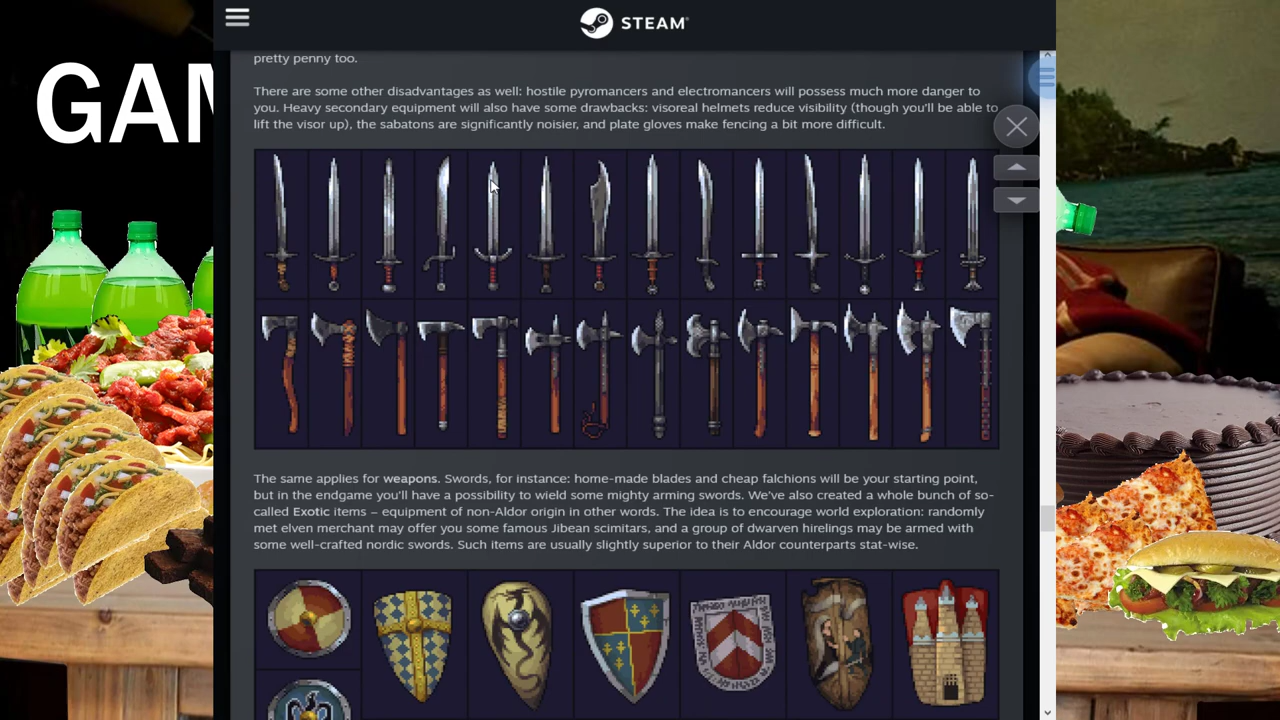 STEAM®
GAM
pretty penny too.
There are some other disadvantages as well: hostile pyromancers and electromancers will possess much more danger to
you. Heavy secondary equipment will also have some drawbacks: visoreal helmets reduce visibility (though you'll be able to
lift the visor up), the sabatons are significantly noisier, and plate gloves make fencing a bit more difficult.
The same applies for weapons. Swords, for instance: home-made blades and cheap falchions will be your starting point,
but in the endgame you'll have a possibility to wield some mighty arming swords. We've also created a whole bunch of so-
called Exotic items – equipment of non-Aldor origin in other words. The idea is to encourage world exploration: randomly
met elven merchant may offer you some famous Jibean scimitars, and a group of dwarven hirelings may be armed with
some well-crafted nordic swords. Such items are usually slightly superior to their Aldor counterparts stat-wise.